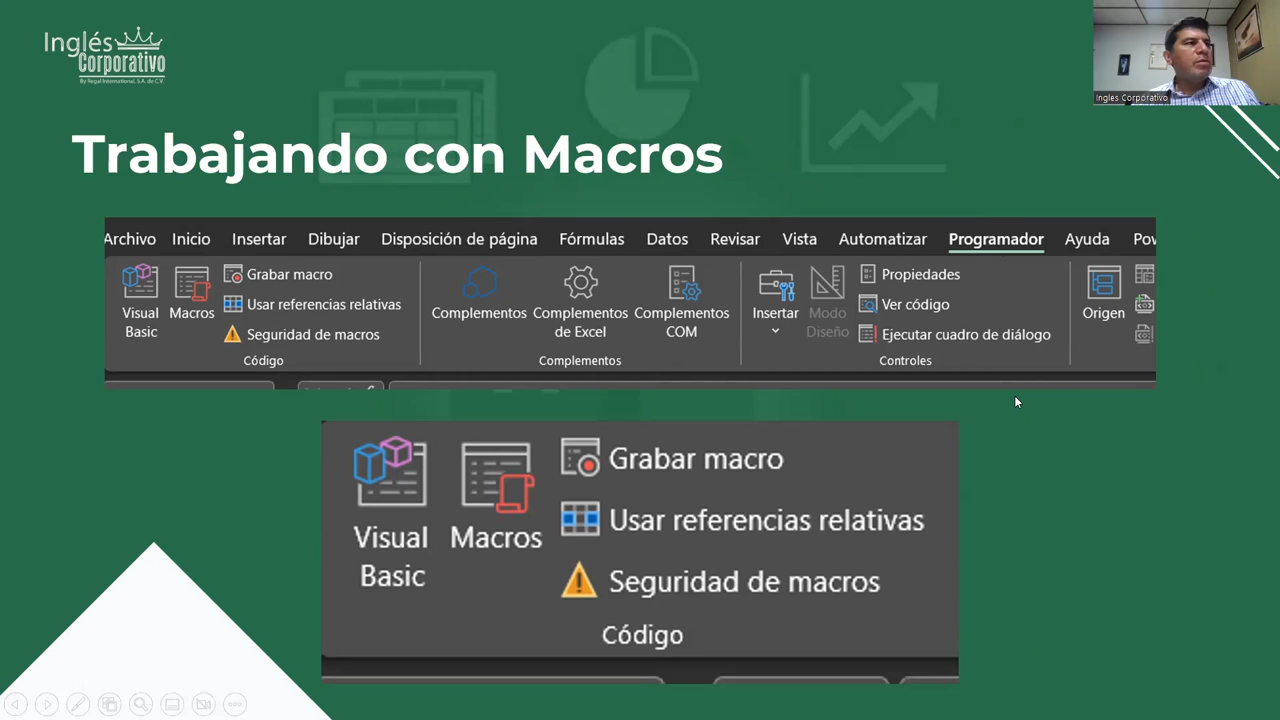 Inglés
Corporativo
By Regal International, S.A. de C.V.
Ingles Corporativo
Trabajando con Macros
Archivo Inicio Insertar Dibujar Disposición de página Fórmulas Datos Revisar Vista Automatizar Programador Ayuda
Visual Basic
Macros
Grabar macro
Usar referencias relativas
Seguridad de macros
Código
Complementos
Complementos de Excel
Complementos COM
Complementos
Insertar
Modo Diseño
Propiedades
Ver código
Ejecutar cuadro de diálogo
Controles
Origen
Visual
Basic
Macros
Grabar macro
Usar referencias relativas
Seguridad de macros
Código